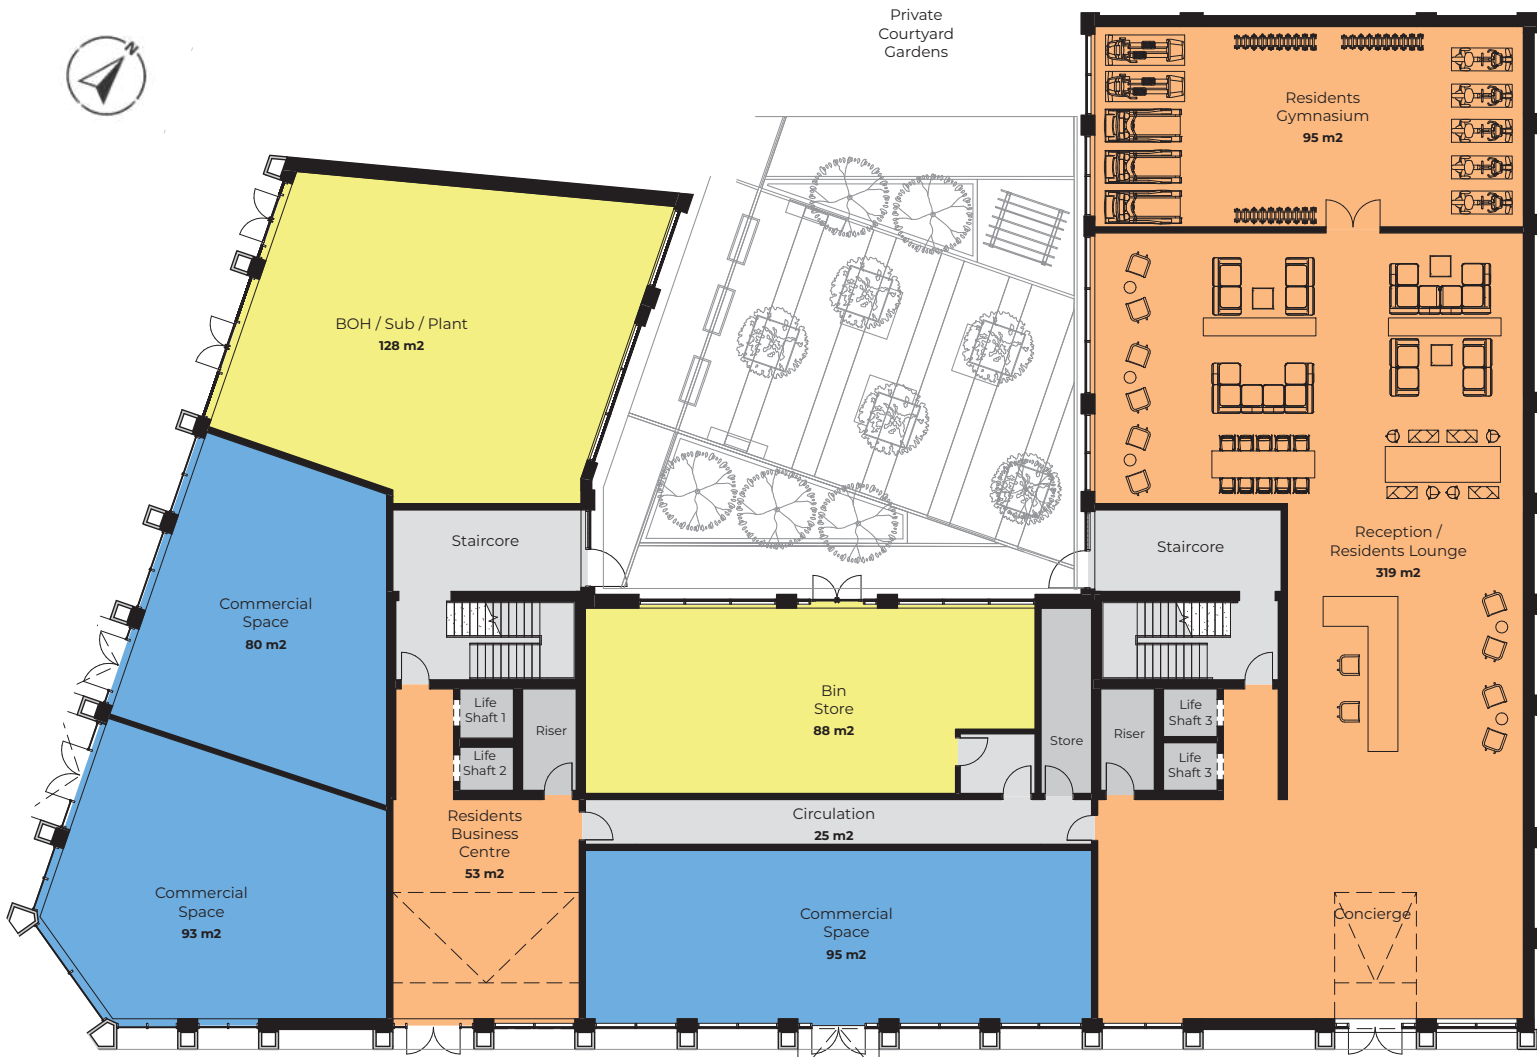 N
Private
Courtyard
Gardens
Residents
Gymnasium
95 m2
BOH / Sub / Plant
128 m2
Staircore
Staircore
Reception /
Residents Lounge
319 m2
Commercial
Space
80 m2
Bin
Store
88 m2
Life
Shaft 1
Riser
Life
Shaft 2
Store
Riser
Life
Shaft 3
Life
Shaft 3
Residents
Business
Centre
53 m2
Circulation
25 m2
Commercial
Space
93 m2
Commercial
Space
95 m2
Concierge